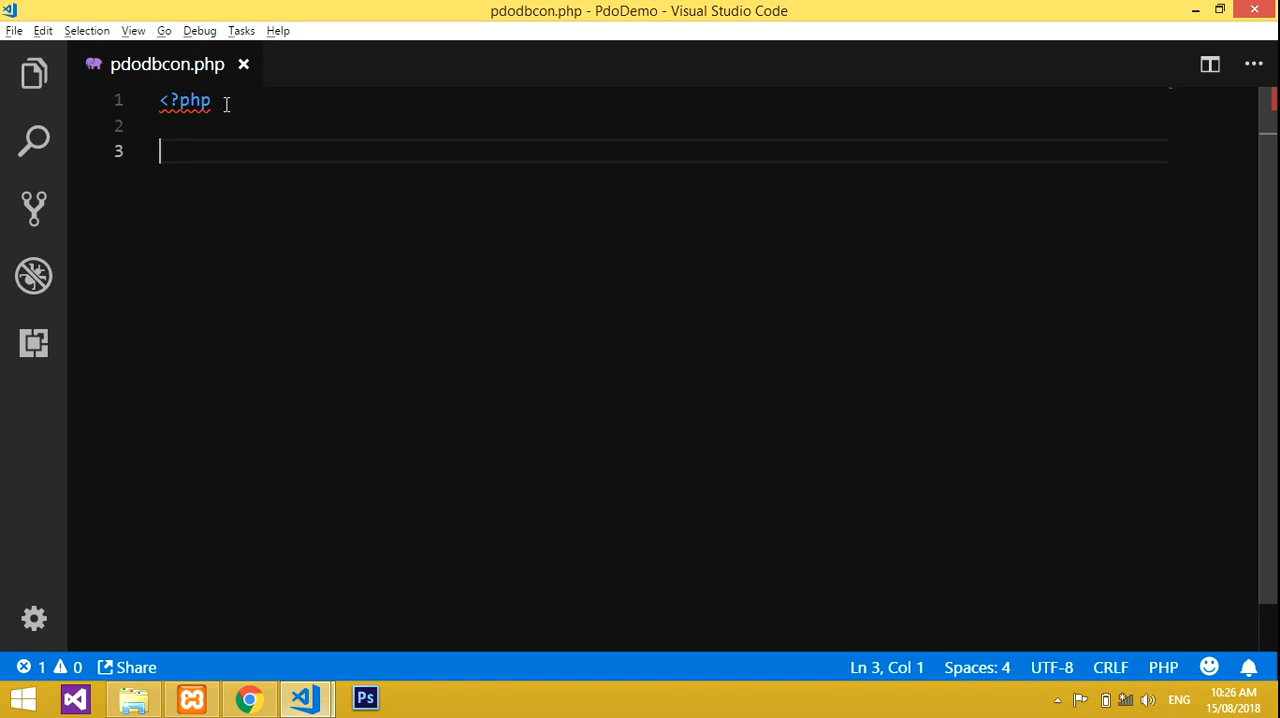 pdodbcon.php - PdoDemo - Visual Studio Code
File Edit Selection View Go Debug Tasks Help
pdodbcon.php
1 <?php
2
3
1 0 Share Ln 3, Col 1 Spaces: 4 UTF-8 CRLF PHP
Ps ENG 10:26 AM
15/08/2018